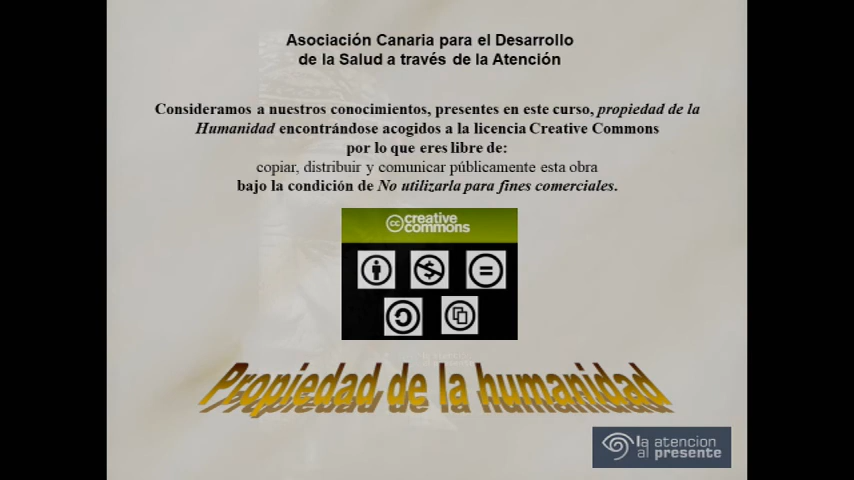 Asociación Canaria para el Desarrollo
de la Salud a través de la Atención
Consideramos a nuestros conocimientos, presentes en este curso, propiedad de la
Humanidad encontrándose acogidos a la licencia Creative Commons
por lo que eres libre de:
copiar, distribuir y comunicar públicamente esta obra
bajo la condición de No utilizarla para fines comerciales.
cc creative
commons
Propiedad de la humanidad
la atencion
al presente